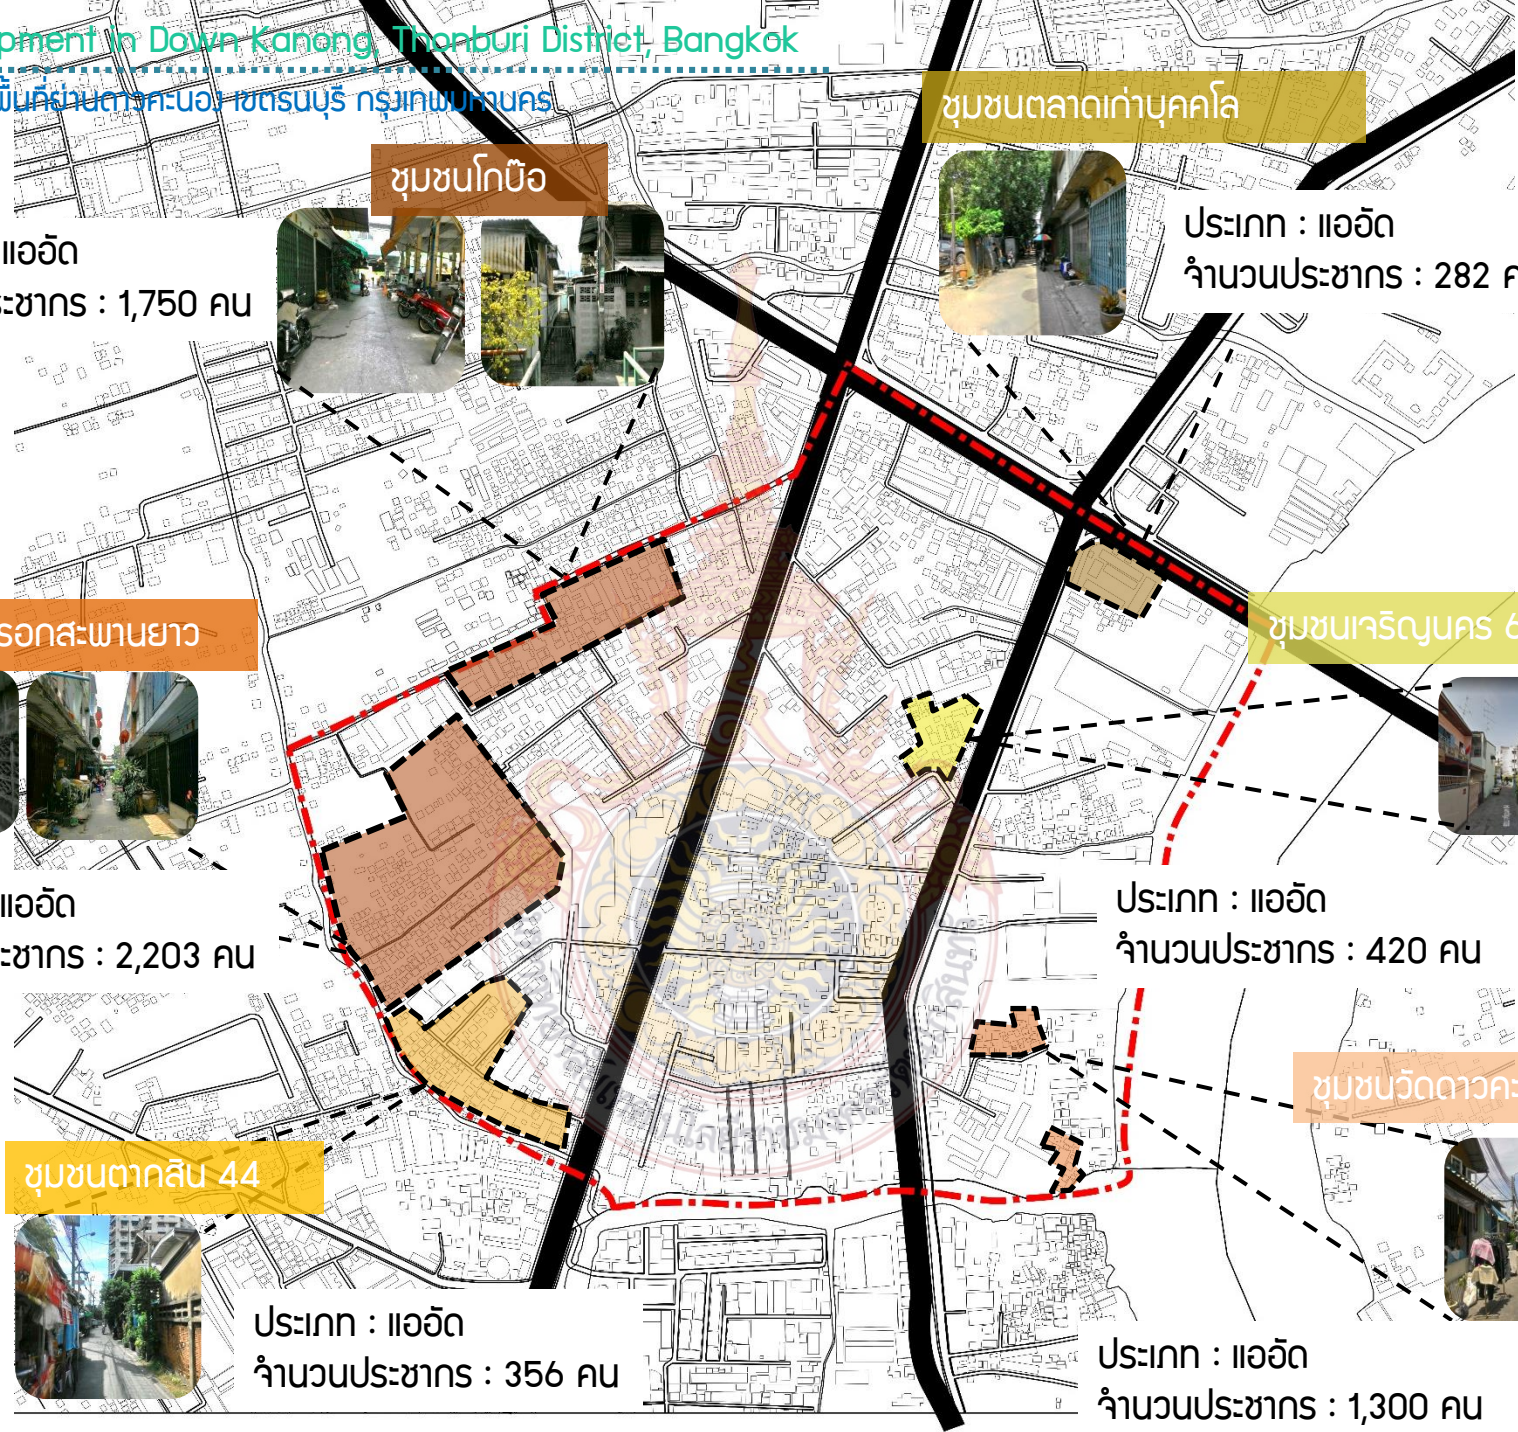 pment in Down Kanong, Thonburi District, Bangkok
พื้นที่ย่านดาวคะนอง เขตธนบุรี กรุงเทพมหานคร
ชุมชนตลาดเก่าบุคคโล
ชุมชนโกบ๊อ
ประเภท : แออัด
จำนวนประชากร : 282 ค
แออัด
ระชากร : 1,750 คน
รอกสะพานยาว
ชุมชนเจริญนคร 6
แออัด
ะชากร : 2,203 คน
ประเภท : แออัด
จำนวนประชากร : 420 คน
ชุมชนวัดดาวคะ
ชุมชนตากสิน 44
ประเภท : แออัด
จำนวนประชากร : 356 คน
ประเภท : แออัด
จำนวนประชากร : 1,300 คน